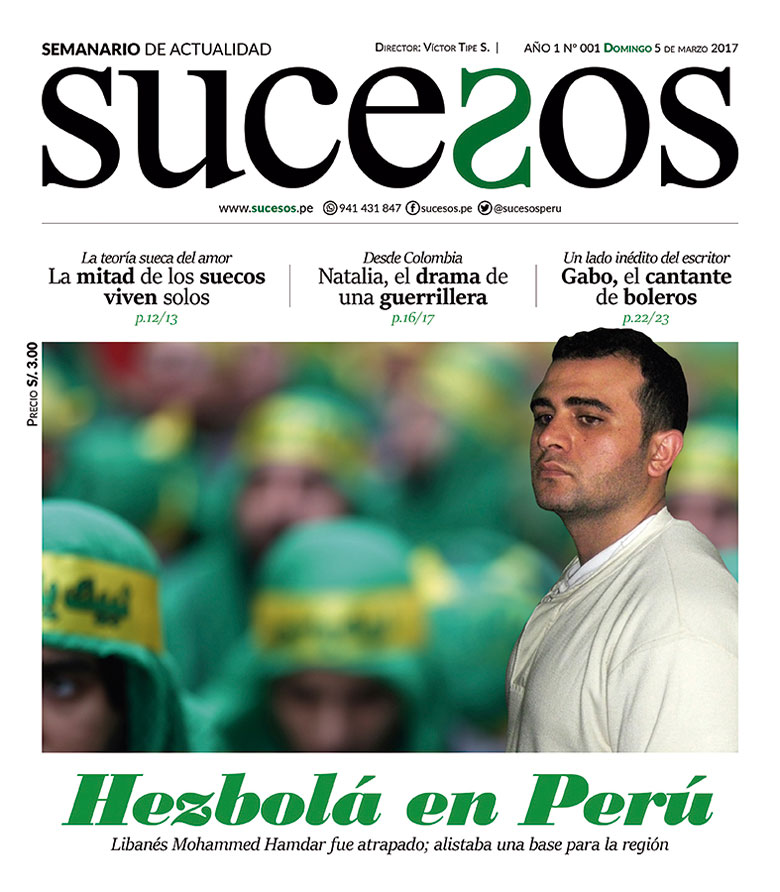 SEMANARIO DE ACTUALIDAD
DIRECTOR: VÍCTOR TIPE S. |
AÑO 1 Nº 001 DOMINGO 5 DE MARZO 2017
sucesos
www.sucesos.pe 941 431 847 sucesos.pe @sucesosperu
La teoría sueca del amor
La mitad de los suecos
viven solos
p.12/13
Desde Colombia
Natalia, el drama de
una guerrillera
p.16/17
Un lado inédito del escritor
Gabo, el cantante
de boleros
p.22/23
PRECIO S/. 3.00
Hezbolá en Perú
Libanés Mohammed Hamdar fue atrapado; alistaba una base para la región